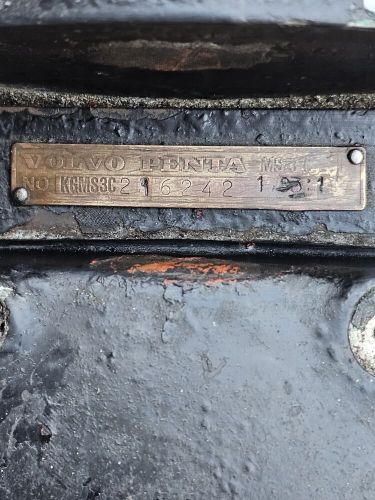 VOLVO PENTA
NO KGMS3C 216242